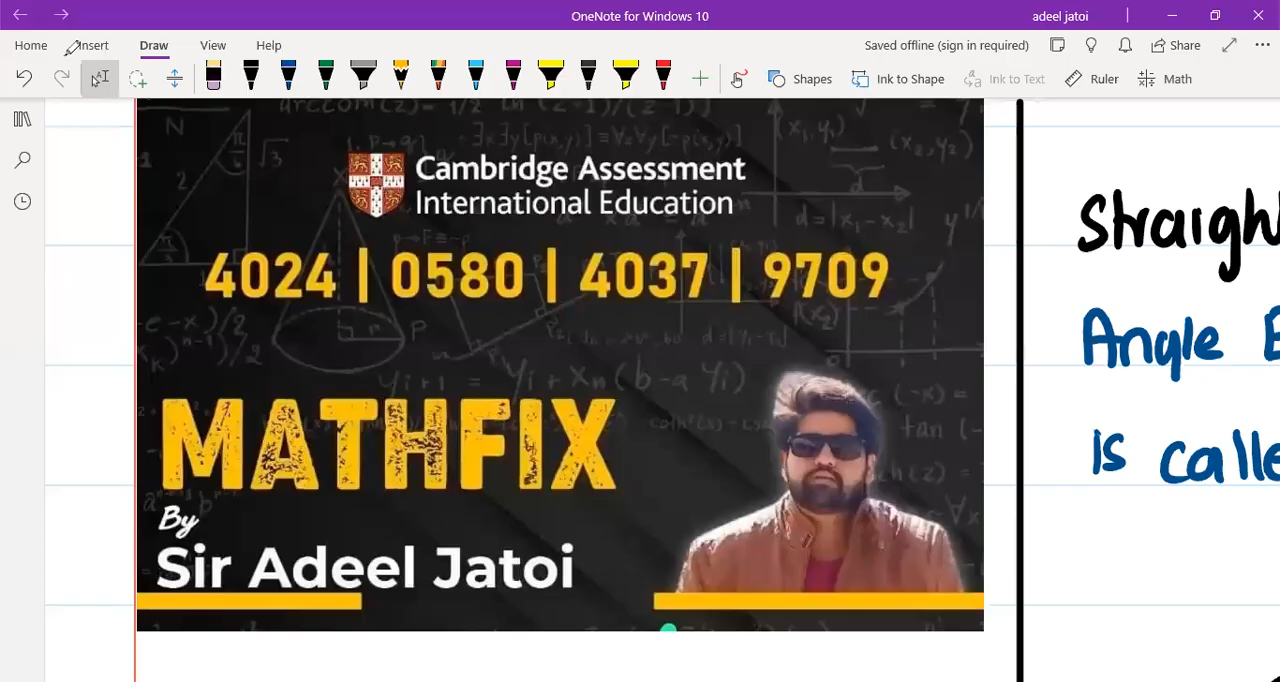 OneNote for Windows 10
adeel jatoi
Home Insert Draw View Help
Saved offline (sign in required)
Share
Shapes
Ink to Shape
Ink to Text
Ruler
Math
Cambridge Assessment
International Education
4024 | 0580 | 4037 | 9709
MATHFIX
By
Sir Adeel Jatoi
Straigh
Angle
is calle